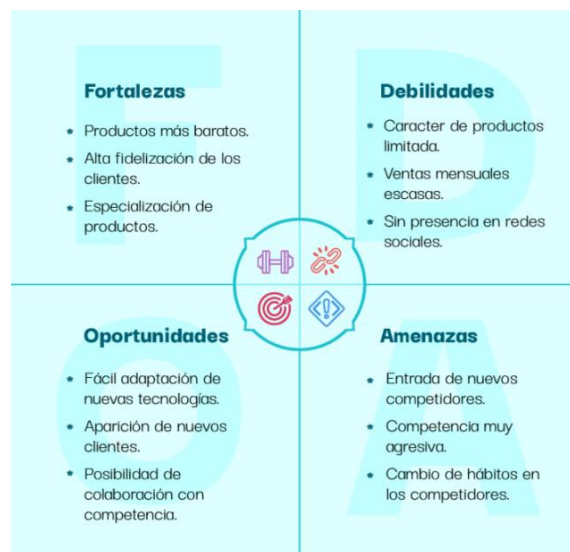 F
Fortalezas
* Productos más baratos.
* Alta fidelización de los
clientes.
* Especialización de
productos.
D
Debilidades
* Caracter de productos
limitada.
* Ventas mensuales
escasas.
* Sin presencia en redes
sociales.
O
Oportunidades
* Fácil adaptación de
nuevas tecnologías.
* Aparición de nuevos
clientes.
* Posibilidad de
colaboración con
competencia.
A
Amenazas
* Entrada de nuevos
competidores.
* Competencia muy
agresiva.
* Cambio de hábitos en
los competidores.